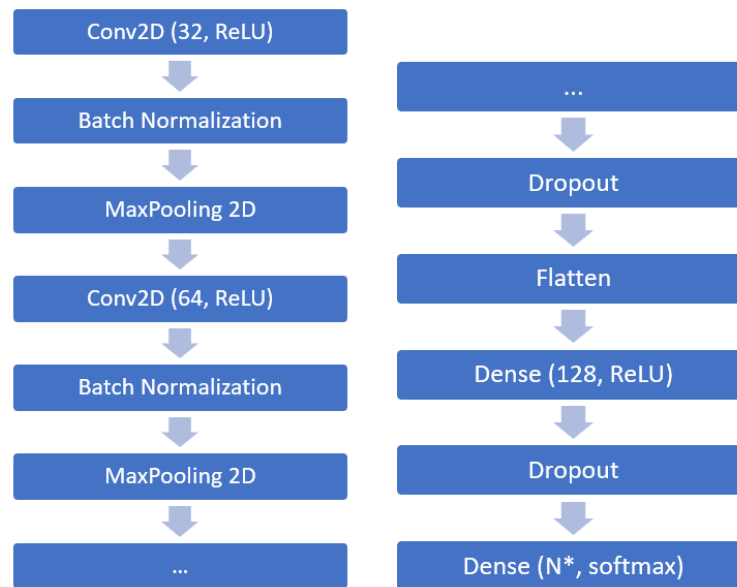 Conv2D (32, ReLU)
Batch Normalization
MaxPooling 2D
Conv2D (64, ReLU)
Batch Normalization
MaxPooling 2D
...
...
Dropout
Flatten
Dense (128, ReLU)
Dropout
Dense (N*, softmax)